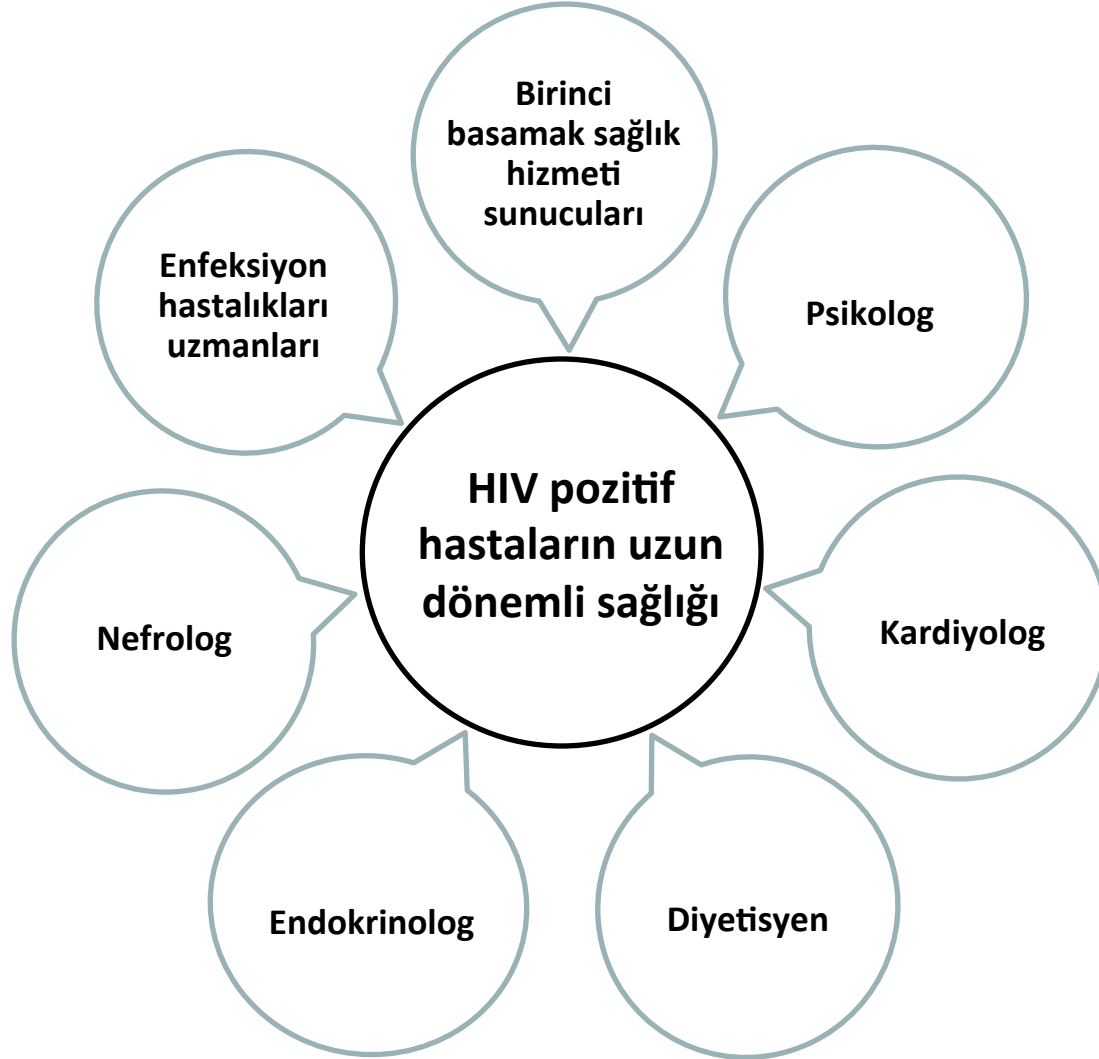 Birinci
basamak sağlık
hizmeti
sunucuları
Enfeksiyon
hastalıkları
uzmanları
Psikolog
HIV pozitif
hastaların uzun
dönemli sağlığı
Nefrolog
Kardiyolog
Endokrinolog
Diyetisyen